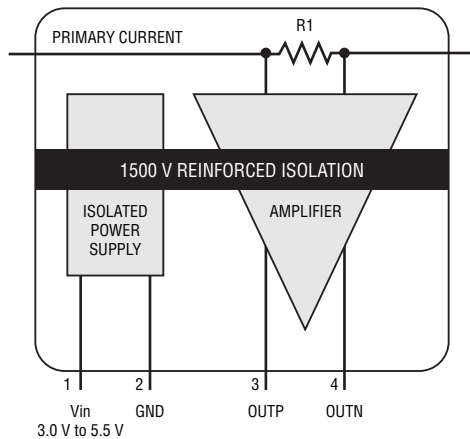 R1
PRIMARY CURRENT
1500 V REINFORCED ISOLATION
ISOLATED
POWER
SUPPLY
AMPLIFIER
1 2 3 4
Vin GND OUTP OUTN
3.0 V to 5.5 V